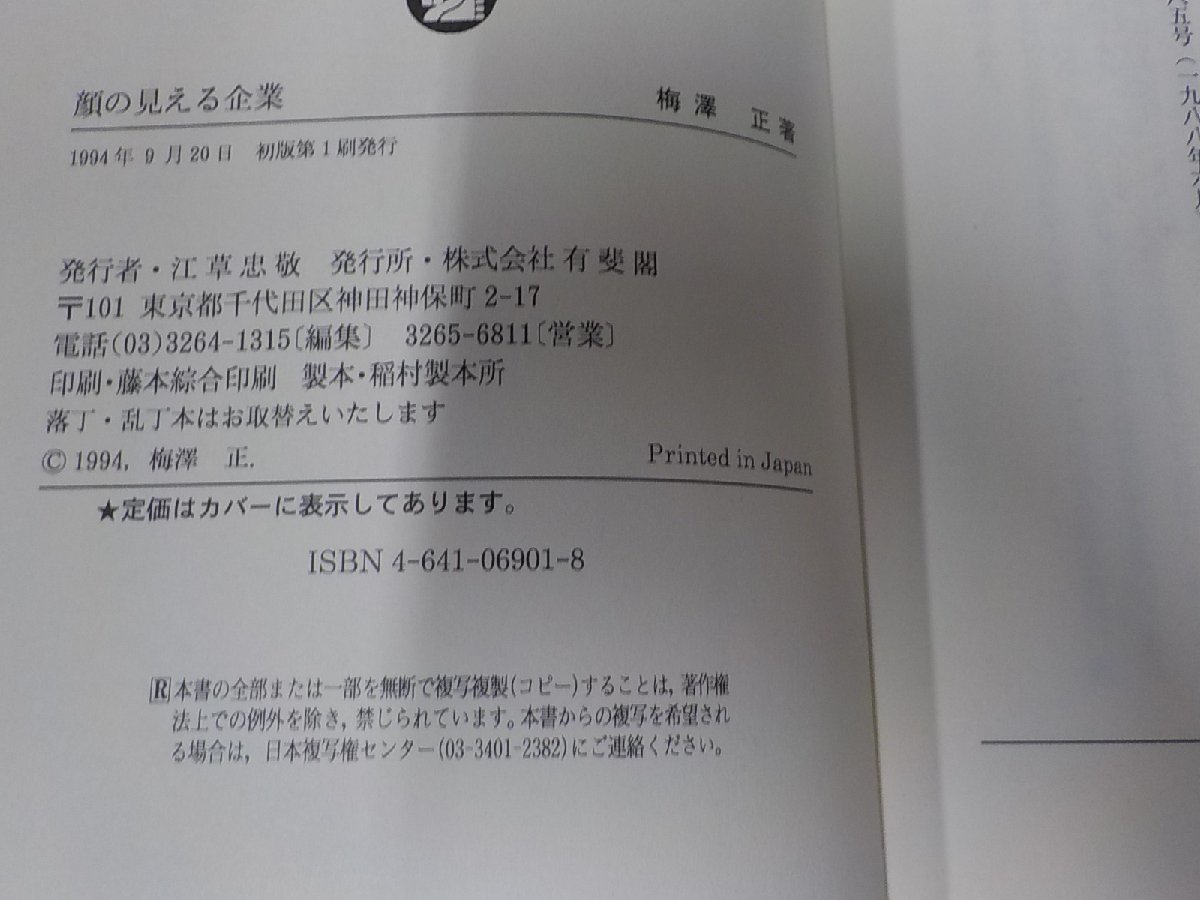 顔の見える企業
梅澤 正著
1994年9月20日 初版第1刷発行
発行者・江草忠敬 発行所・株式会社有斐閣
〒101 東京都千代田区神田神保町2-17
電話(03)3264-1315〔編集〕 3265-6811〔営業〕
印刷・藤本綜合印刷 製本・稲村製本所
落丁・乱丁本はお取替えいたします
© 1994, 梅澤 正.
Printed in Japan
★定価はカバーに表示してあります。
ISBN 4-641-06901-8
R本書の全部または一部を無断で複写複製(コピー)することは,著作権
法上での例外を除き,禁じられています。本書からの複写を希望され
る場合は,日本複写権センター(03-3401-2382)にご連絡ください。
五号(一九八八年